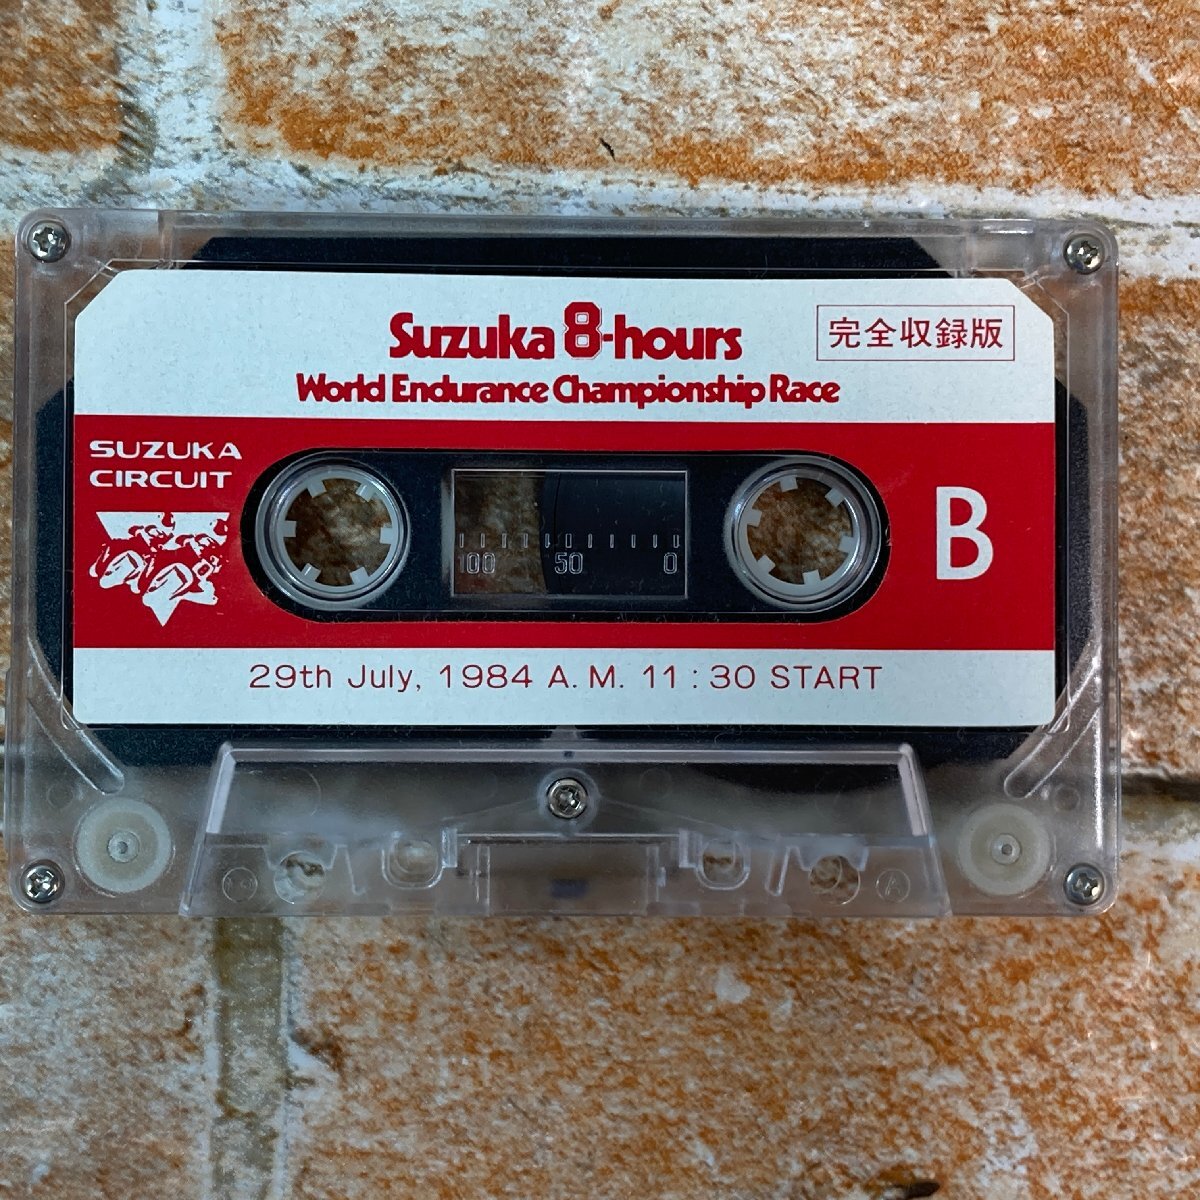 Suzuka 8-hours
完全収録版
World Endurance Championship Race
SUZUKA
CIRCUIT
B
100 50 0
29th July, 1984 A.M. 11:30 START
A